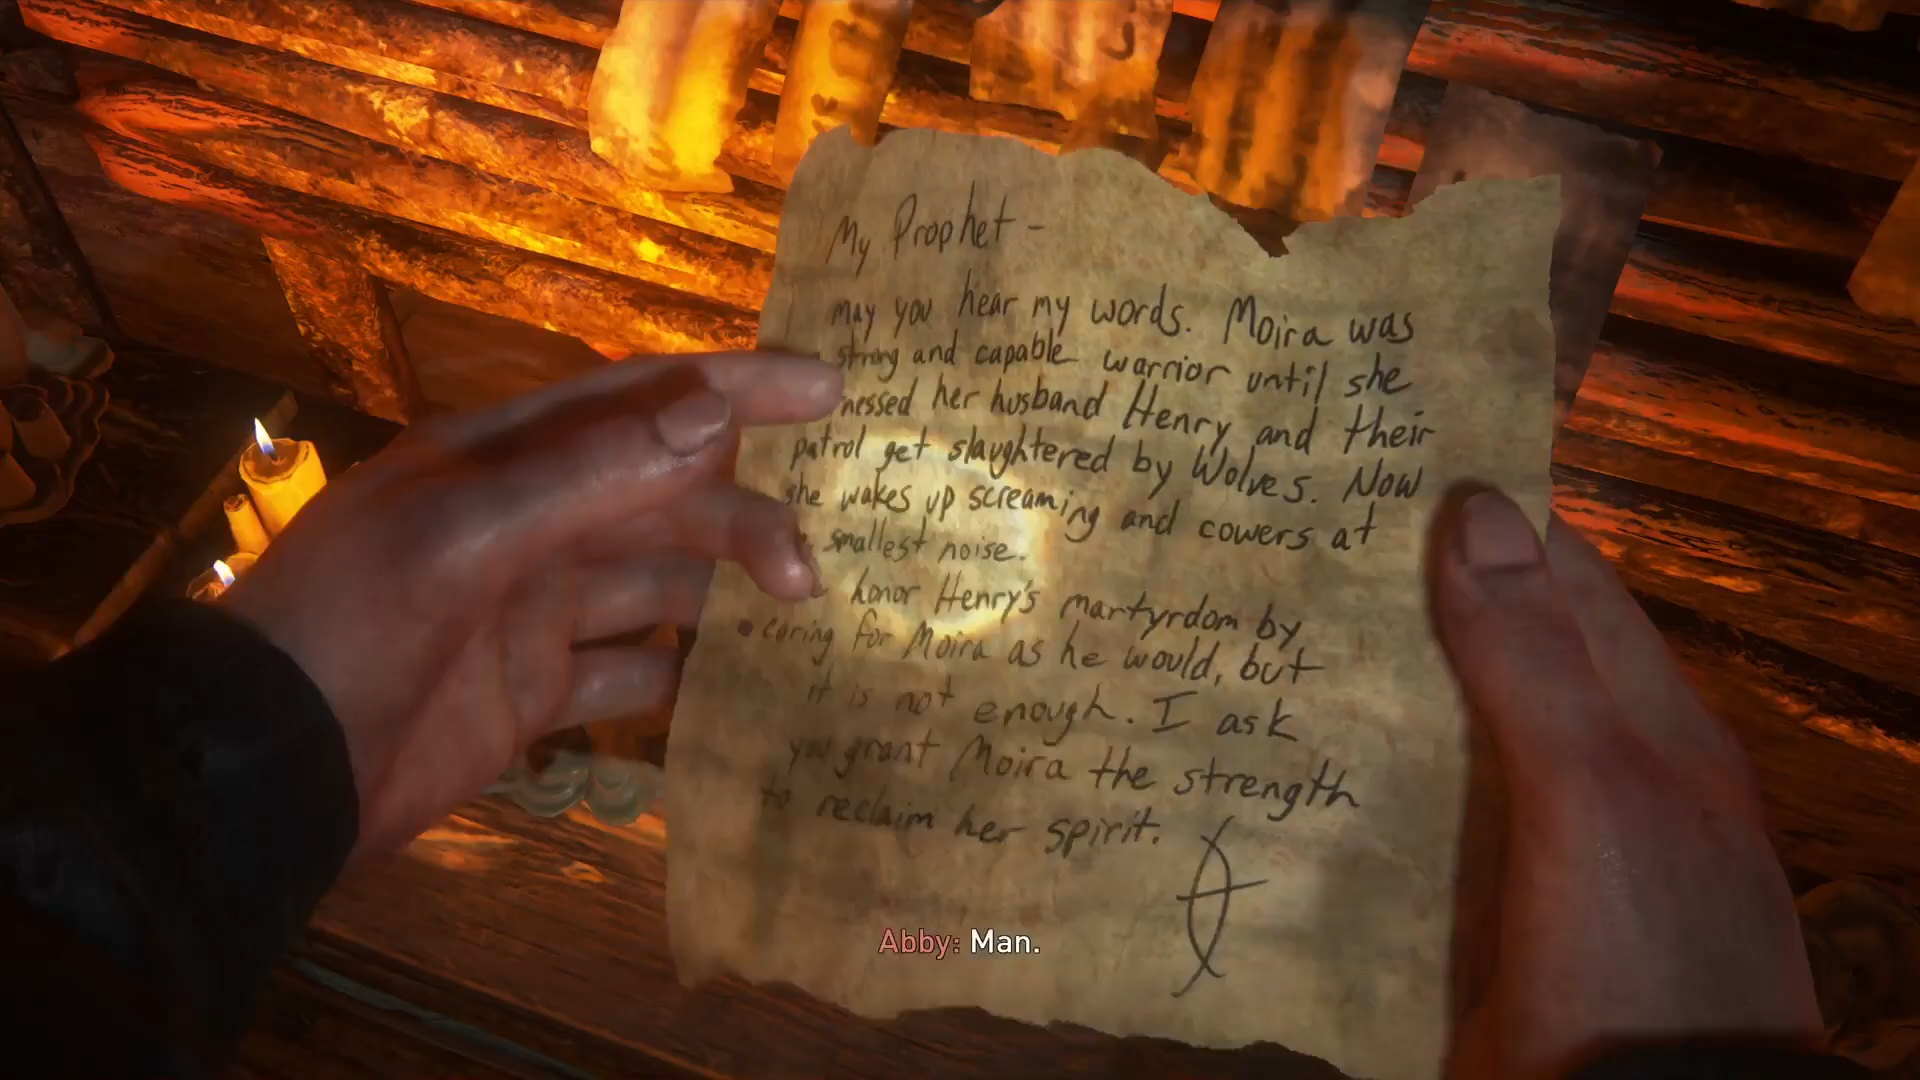 My Prophet -
may you hear my words. Moira was
strong and capable warrior until she
nessed her husband Henry and their
patrol get slaughtered by Wolves. Now
she wakes up screaming and cowers at
smallest noise.
honor Henry's martyrdom by
caring for Moira as he would, but
it is not enough. I ask
you grant Moira the strength
to reclaim her spirit.
Abby: Man.